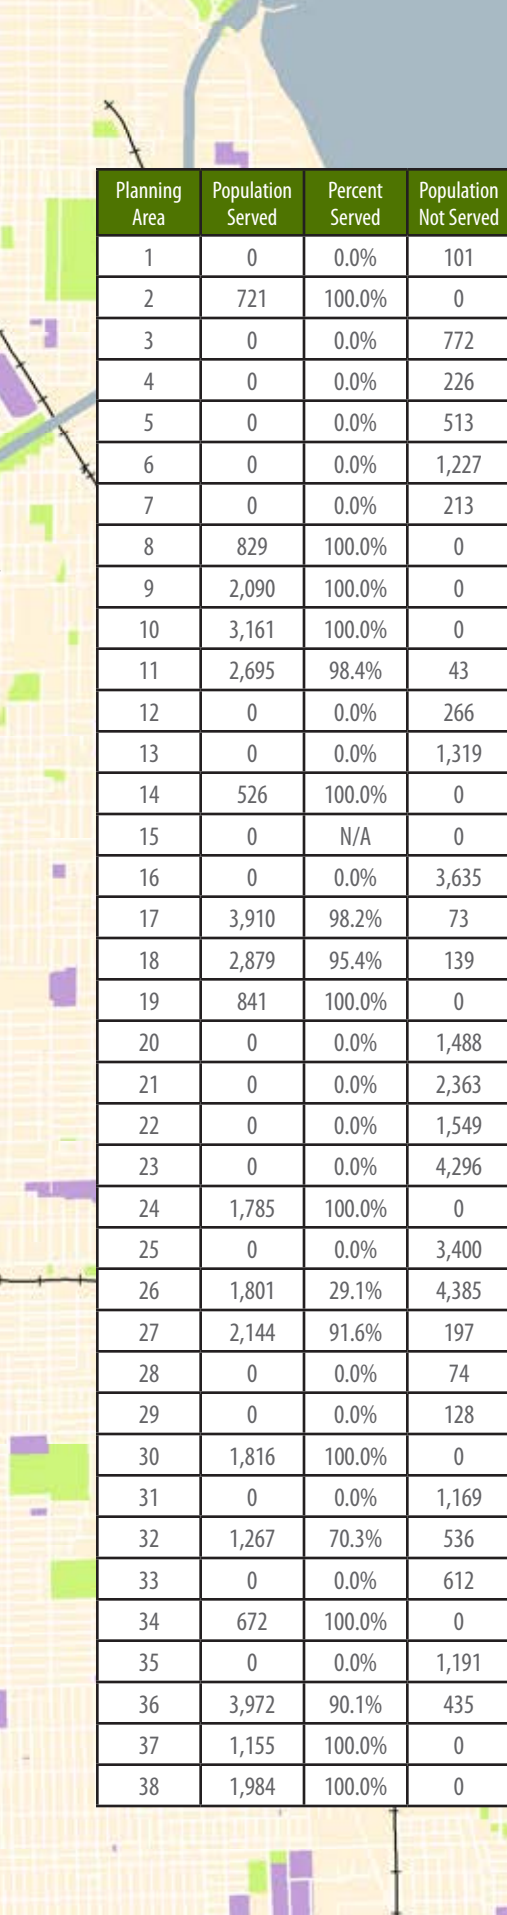 Planning Area | Population Served | Percent Served | Population Not Served
1 | 0 | 0.0% | 101
2 | 721 | 100.0% | 0
3 | 0 | 0.0% | 772
4 | 0 | 0.0% | 226
5 | 0 | 0.0% | 513
6 | 0 | 0.0% | 1,227
7 | 0 | 0.0% | 213
8 | 829 | 100.0% | 0
9 | 2,090 | 100.0% | 0
10 | 3,161 | 100.0% | 0
11 | 2,695 | 98.4% | 43
12 | 0 | 0.0% | 266
13 | 0 | 0.0% | 1,319
14 | 526 | 100.0% | 0
15 | 0 | N/A | 0
16 | 0 | 0.0% | 3,635
17 | 3,910 | 98.2% | 73
18 | 2,879 | 95.4% | 139
19 | 841 | 100.0% | 0
20 | 0 | 0.0% | 1,488
21 | 0 | 0.0% | 2,363
22 | 0 | 0.0% | 1,549
23 | 0 | 0.0% | 4,296
24 | 1,785 | 100.0% | 0
25 | 0 | 0.0% | 3,400
26 | 1,801 | 29.1% | 4,385
27 | 2,144 | 91.6% | 197
28 | 0 | 0.0% | 74
29 | 0 | 0.0% | 128
30 | 1,816 | 100.0% | 0
31 | 0 | 0.0% | 1,169
32 | 1,267 | 70.3% | 536
33 | 0 | 0.0% | 612
34 | 672 | 100.0% | 0
35 | 0 | 0.0% | 1,191
36 | 3,972 | 90.1% | 435
37 | 1,155 | 100.0% | 0
38 | 1,984 | 100.0% | 0